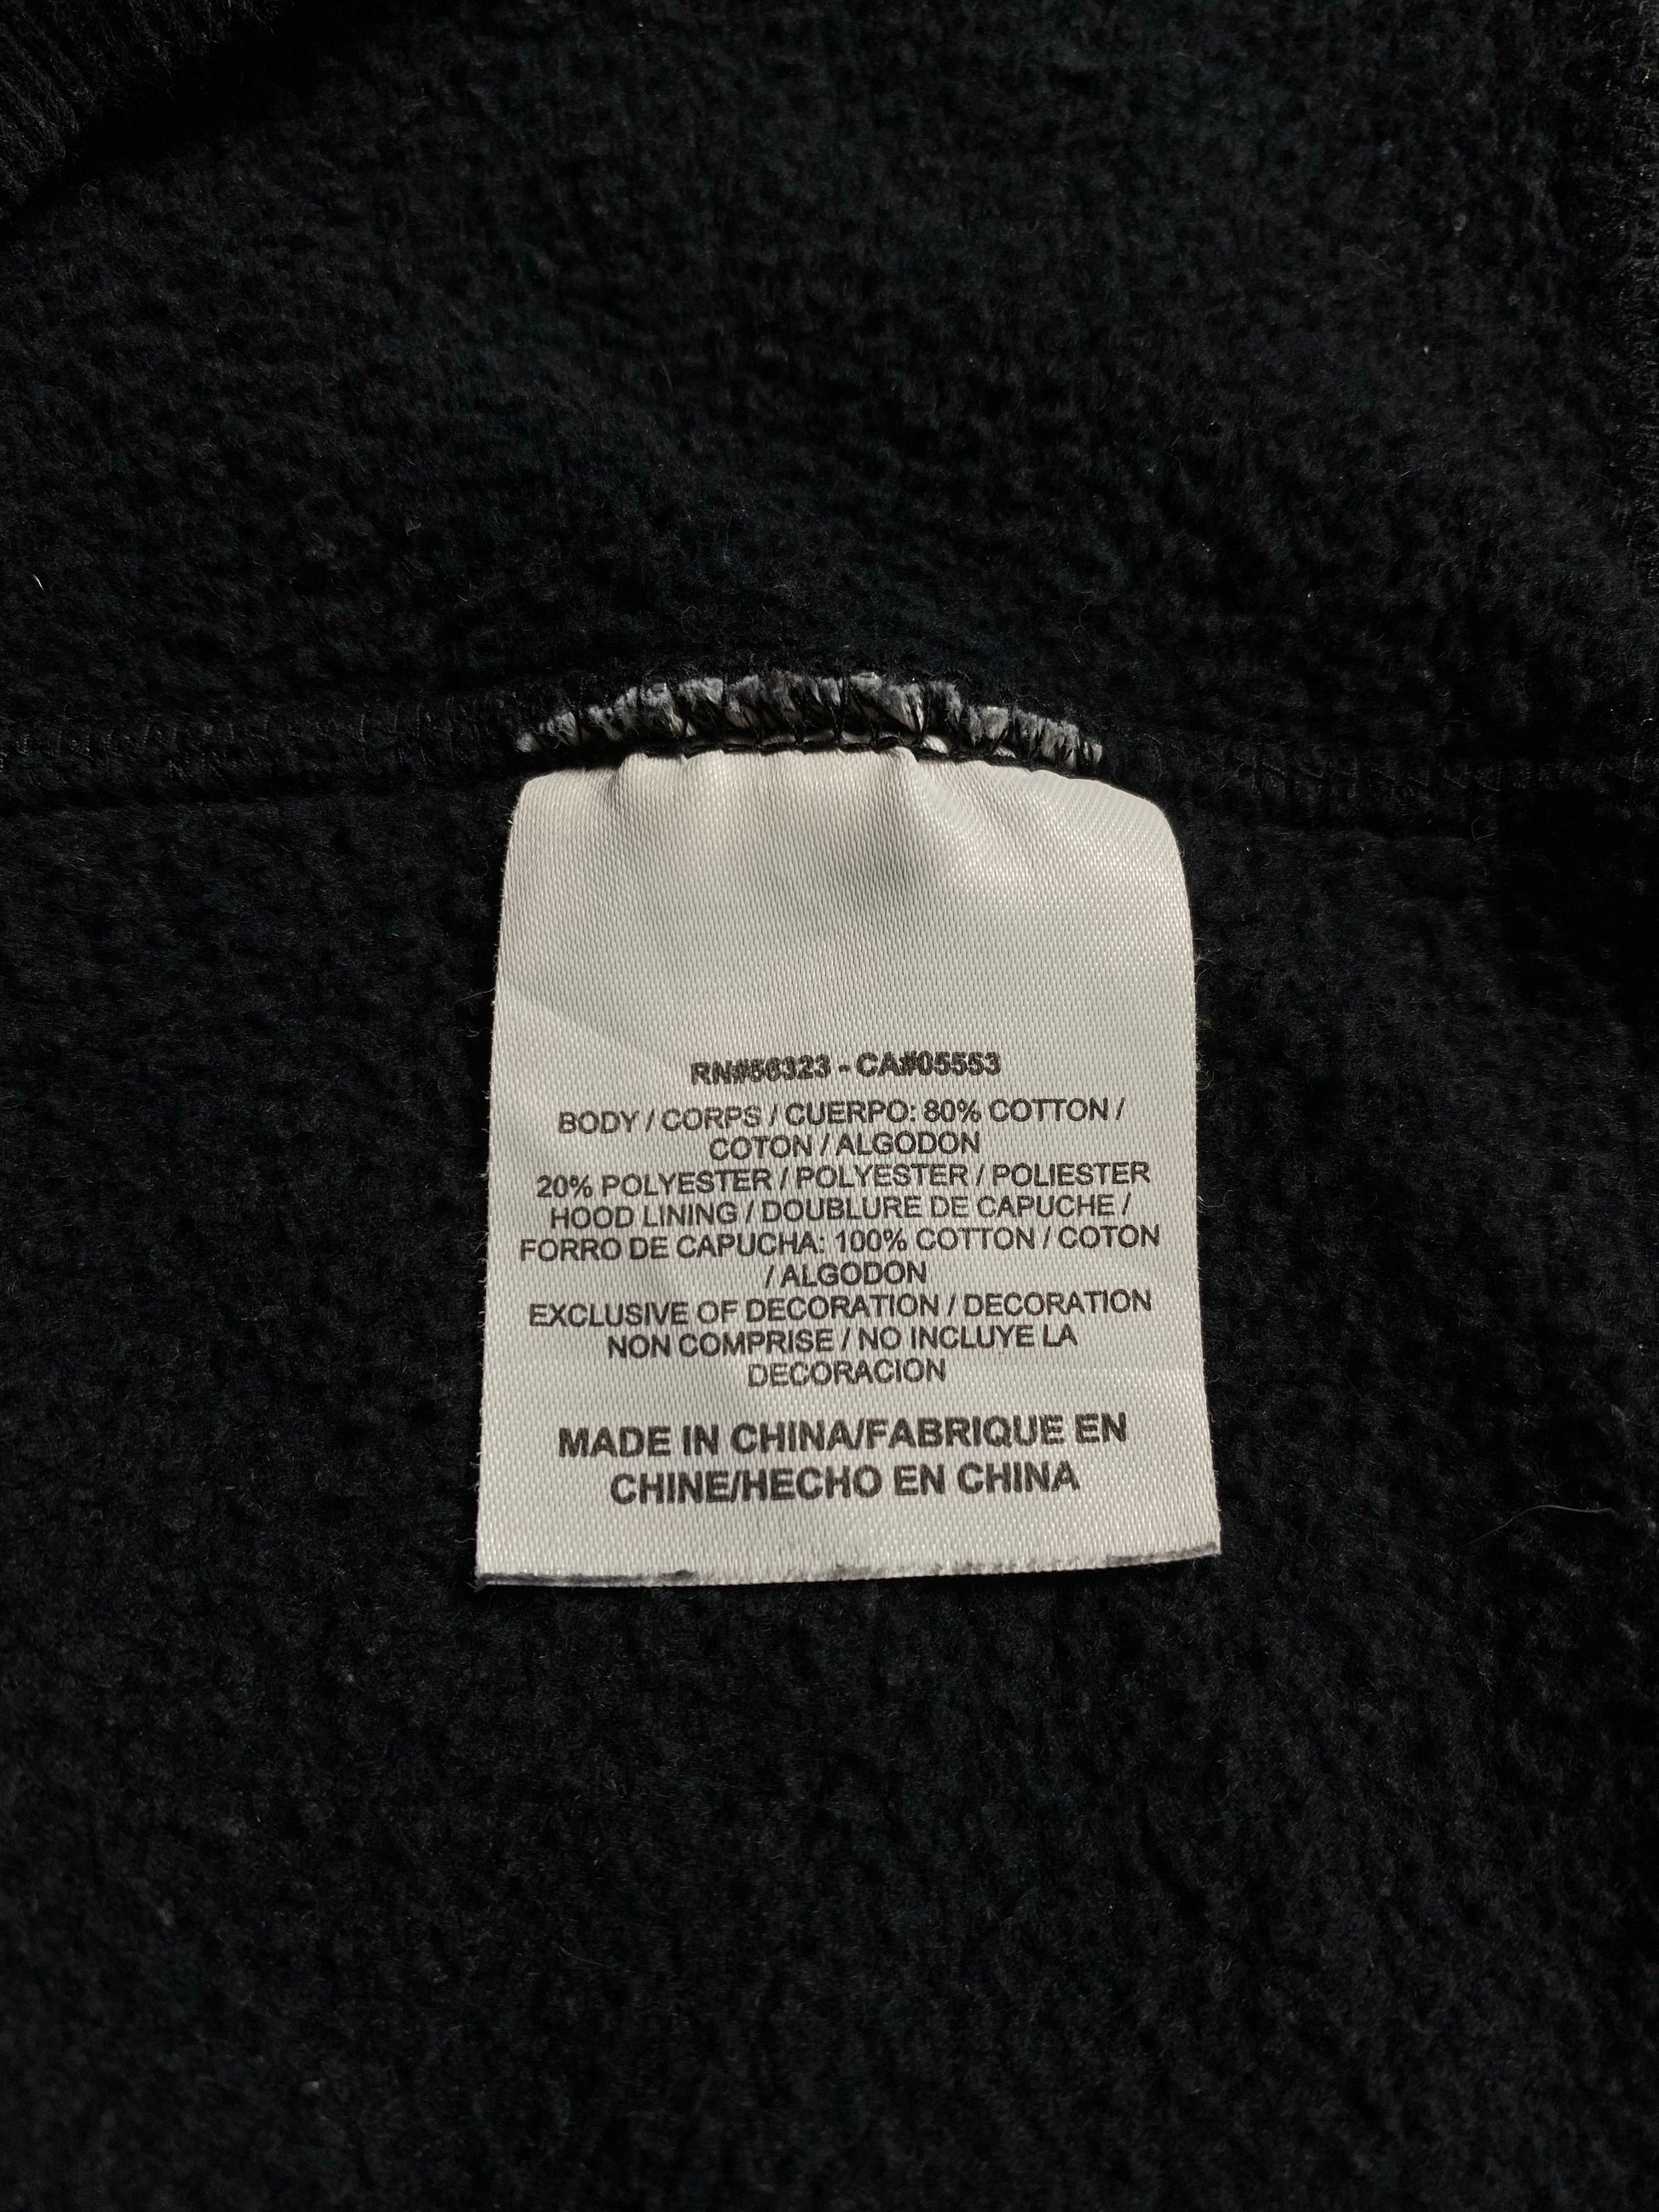 RN#56323 - CA#05553
BODY / CORPS / CUERPO: 80% COTTON /
COTON / ALGODON
20% POLYESTER / POLYESTER / POLIESTER
HOOD LINING / DOUBLURE DE CAPUCHE /
FORRO DE CAPUCHA: 100% COTTON / COTON
/ ALGODON
EXCLUSIVE OF DECORATION / DECORATION
NON COMPRISE / NO INCLUYE LA
DECORACION
MADE IN CHINA/FABRIQUE EN
CHINE/HECHO EN CHINA